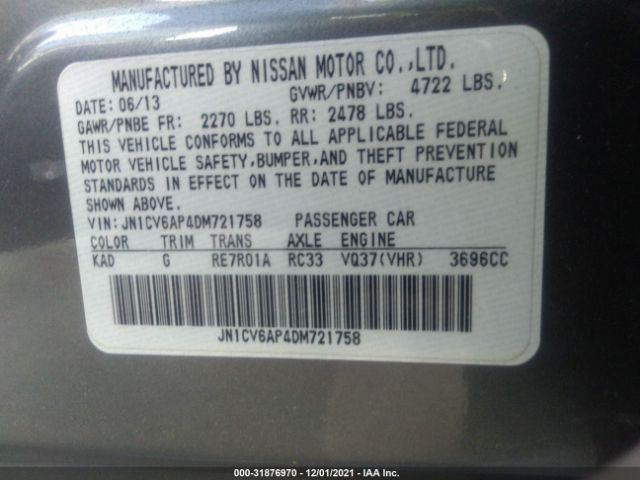 MANUFACTURED BY NISSAN MOTOR CO.,LTD.
DATE: 06/13 GVWR/PNBV: 4722 LBS.
GAWR/PNBE FR: 2270 LBS. RR: 2478 LBS.
THIS VEHICLE CONFORMS TO ALL APPLICABLE FEDERAL
MOTOR VEHICLE SAFETY,BUMPER,AND THEFT PREVENTION
STANDARDS IN EFFECT ON THE DATE OF MANUFACTURE
SHOWN ABOVE.
VIN: JN1CV6AP4DM721758 PASSENGER CAR
COLOR TRIM TRANS AXLE ENGINE
KAD G RE7R01A RC33 VQ37(VHR) 3696CC
JN1CV6AP4DM721758
000-31876970 - 12/01/2021 - IAA Inc.